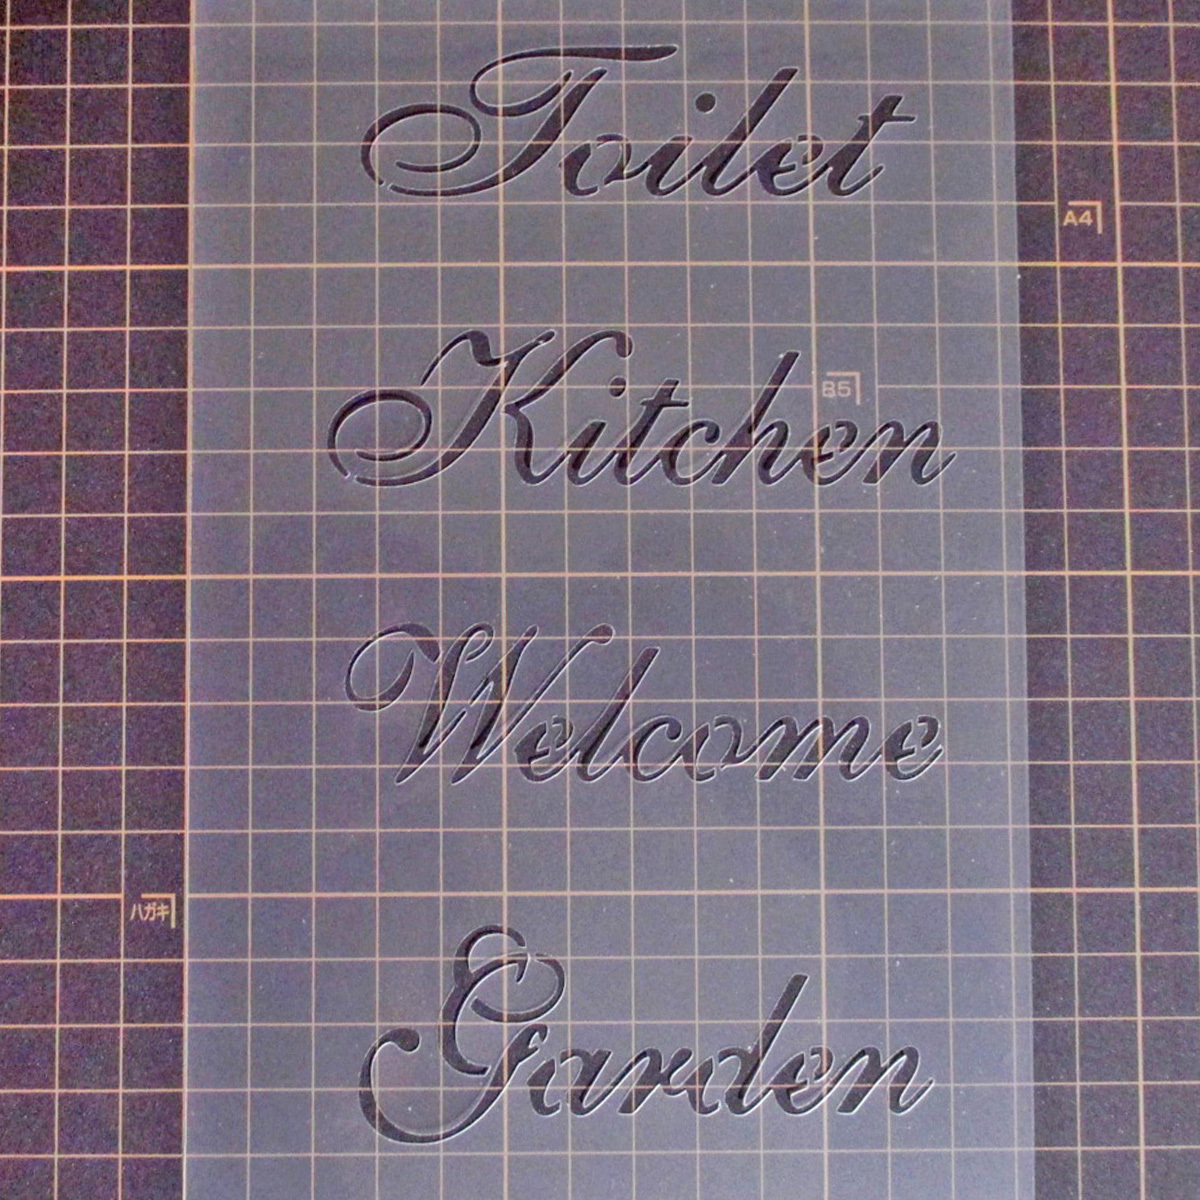 Toilet
A4
Kitchen
B5
Welcome
ハガキ
Garden